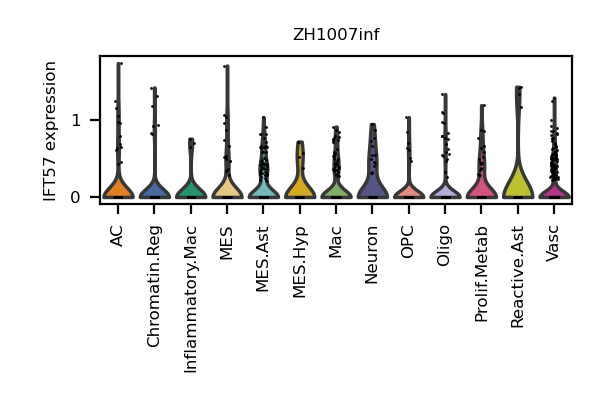 ZH1007inf
IFT57 expression
1
0
AC
Chromatin.Reg
Inflammatory.Mac
MES
MES.Ast
MES.Hyp
Mac
Neuron
OPC
Oligo
Prolif.Metab
Reactive.Ast
Vasc